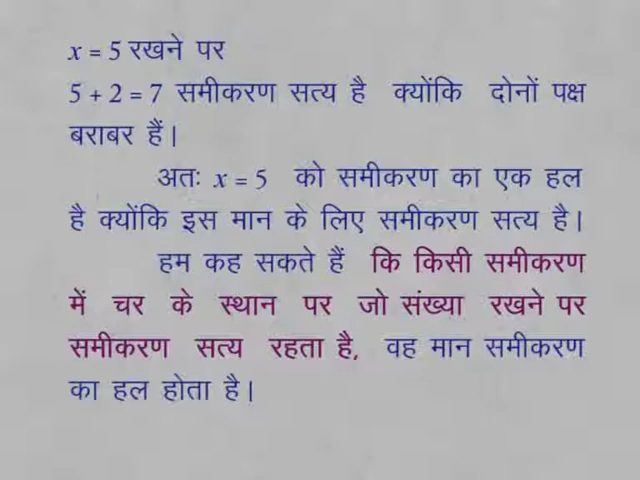 x = 5 रखने पर
5 + 2 = 7 समीकरण सत्य है क्योंकि दोनों पक्ष
बराबर हैं।
अतः x = 5 को समीकरण का एक हल
है क्योंकि इस मान के लिए समीकरण सत्य है।
हम कह सकते हैं कि किसी समीकरण
में चर के स्थान पर जो संख्या रखने पर
समीकरण सत्य रहता है, वह मान समीकरण
का हल होता है।